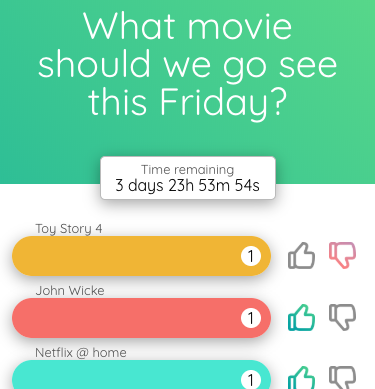 What movie
should we go see
this Friday?
Time remaining
3 days 23h 53m 54s
Toy Story 4
1
John Wicke
1
Netflix @ home
1